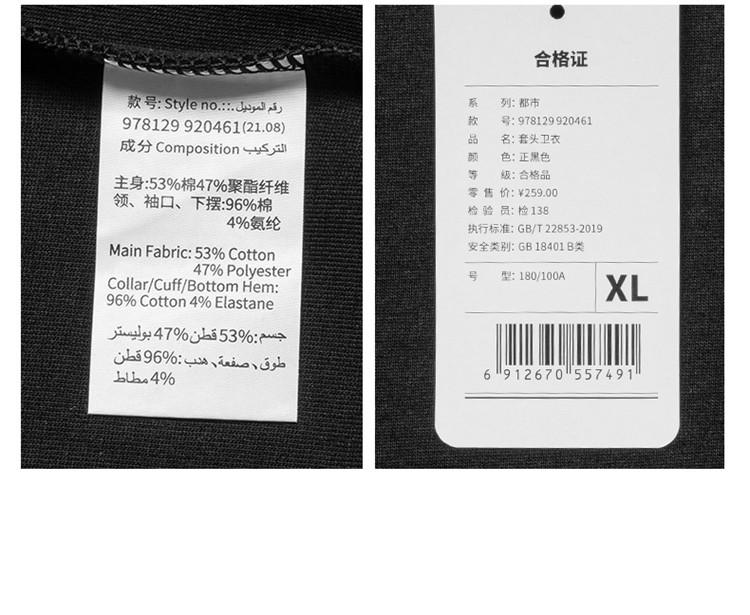 款号: Style no.::. رقم الموديل
978129 920461(21.08)
成分 Composition التركيب
主身:53%棉47%聚酯纤维
领、袖口、下摆:96%棉
4%氨纶
Main Fabric: 53% Cotton
47% Polyester
Collar/Cuff/Bottom Hem:
96% Cotton 4% Elastane
جسم: 53% قطن 47% بوليستر
طوق، صفعة، هدب: 96% قطن
4% مطاط
合格证
系 列: 都市
款 号: 978129 920461
品 名: 套头卫衣
颜 色: 正黑色
等 级: 合格品
零 售 价: ¥259.00
检 验 员: 检 138
执行标准: GB/T 22853-2019
安全类别: GB 18401 B类
号 型: 180/100A
XL
6 912670 557491